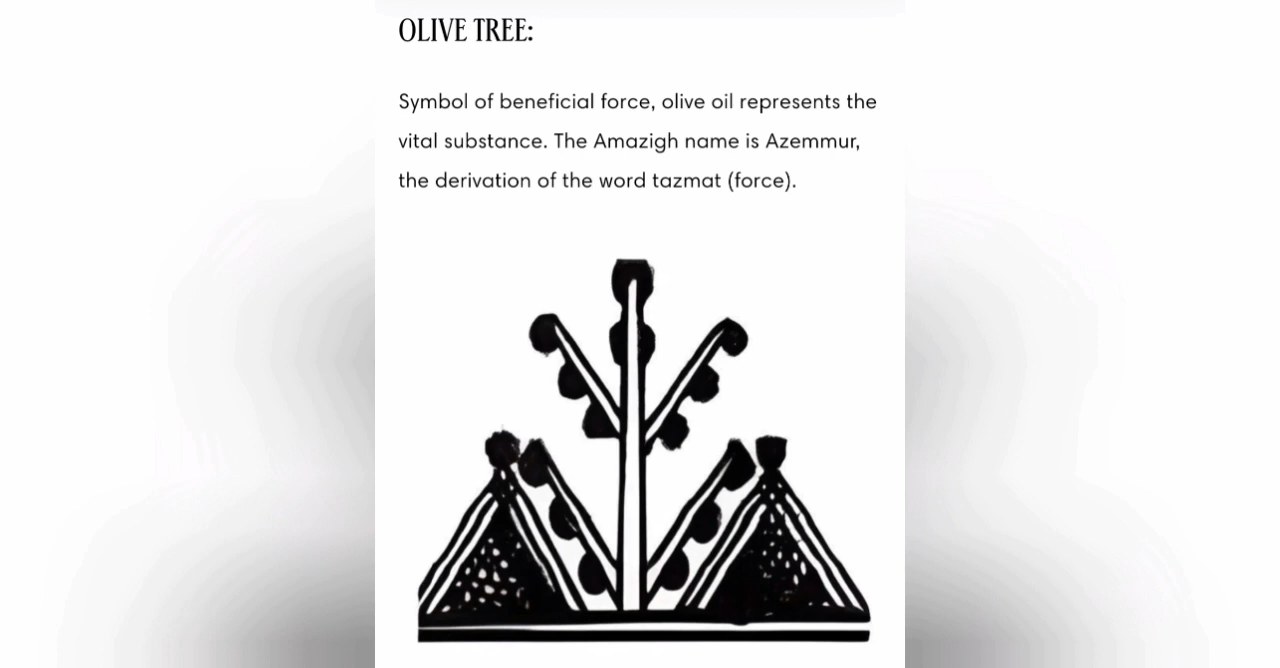 OLIVE TREE:
Symbol of beneficial force, olive oil represents the
vital substance. The Amazigh name is Azemmur,
the derivation of the word tazmat (force).